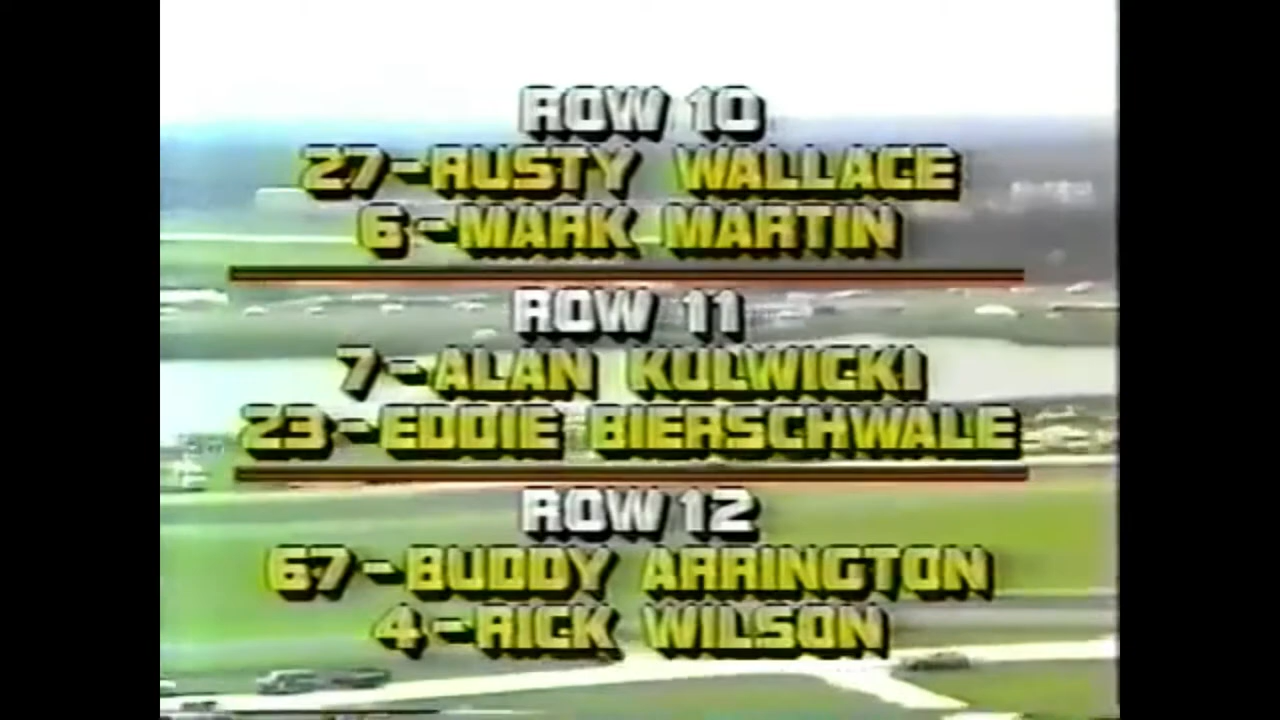 ROW 10
27-RUSTY WALLACE
6-MARK MARTIN
ROW 11
7-ALAN KULWICKI
23-EDDIE BIERSCHWALE
ROW 12
67-BUDDY ARRINGTON
4-RICK WILSON